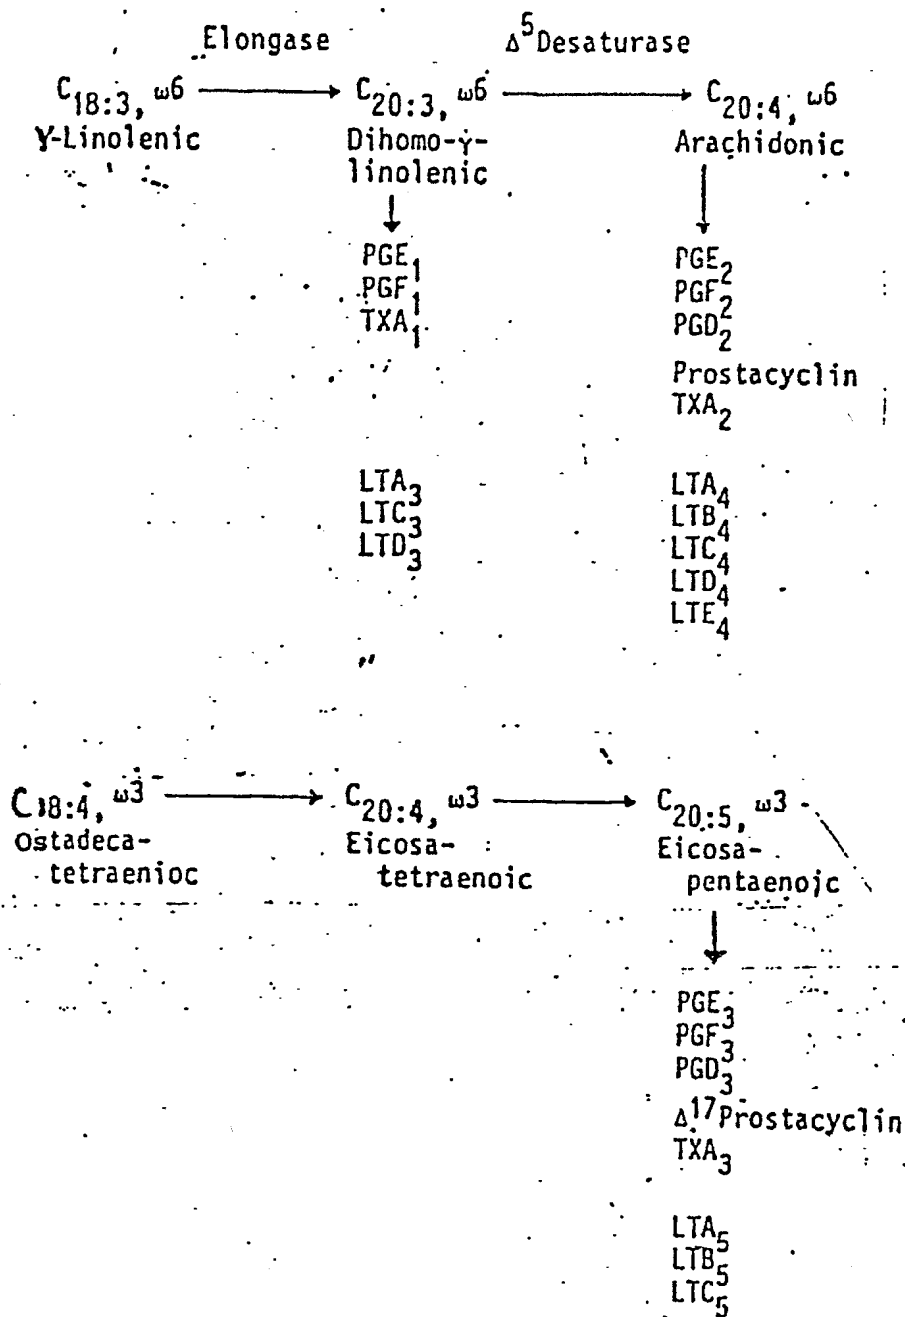 Elongase Δ⁵Desaturase
C₁₈:₃, ω6 C₂₀:₃, ω6 C₂₀:₄, ω6
γ-Linolenic Dihomo-γ- Arachidonic
linolenic
PGE₁ PGE₂
PGF₁ PGF₂
TXA₁ PGD₂
Prostacyclin
TXA₂
LTA₃ LTA₄
LTC₃ LTB₄
LTD₃ LTC₄
LTD₄
LTE₄
C₁₈:₄, ω3 C₂₀:₄, ω3 C₂₀:₅, ω3
Ostadeca- Eicosa- Eicosa-
tetraenioc tetraenoic pentaenoic
PGE₃
PGF₃
PGD₃
Δ¹⁷Prostacyclin
TXA₃
LTA₅
LTB₅
LTC₅